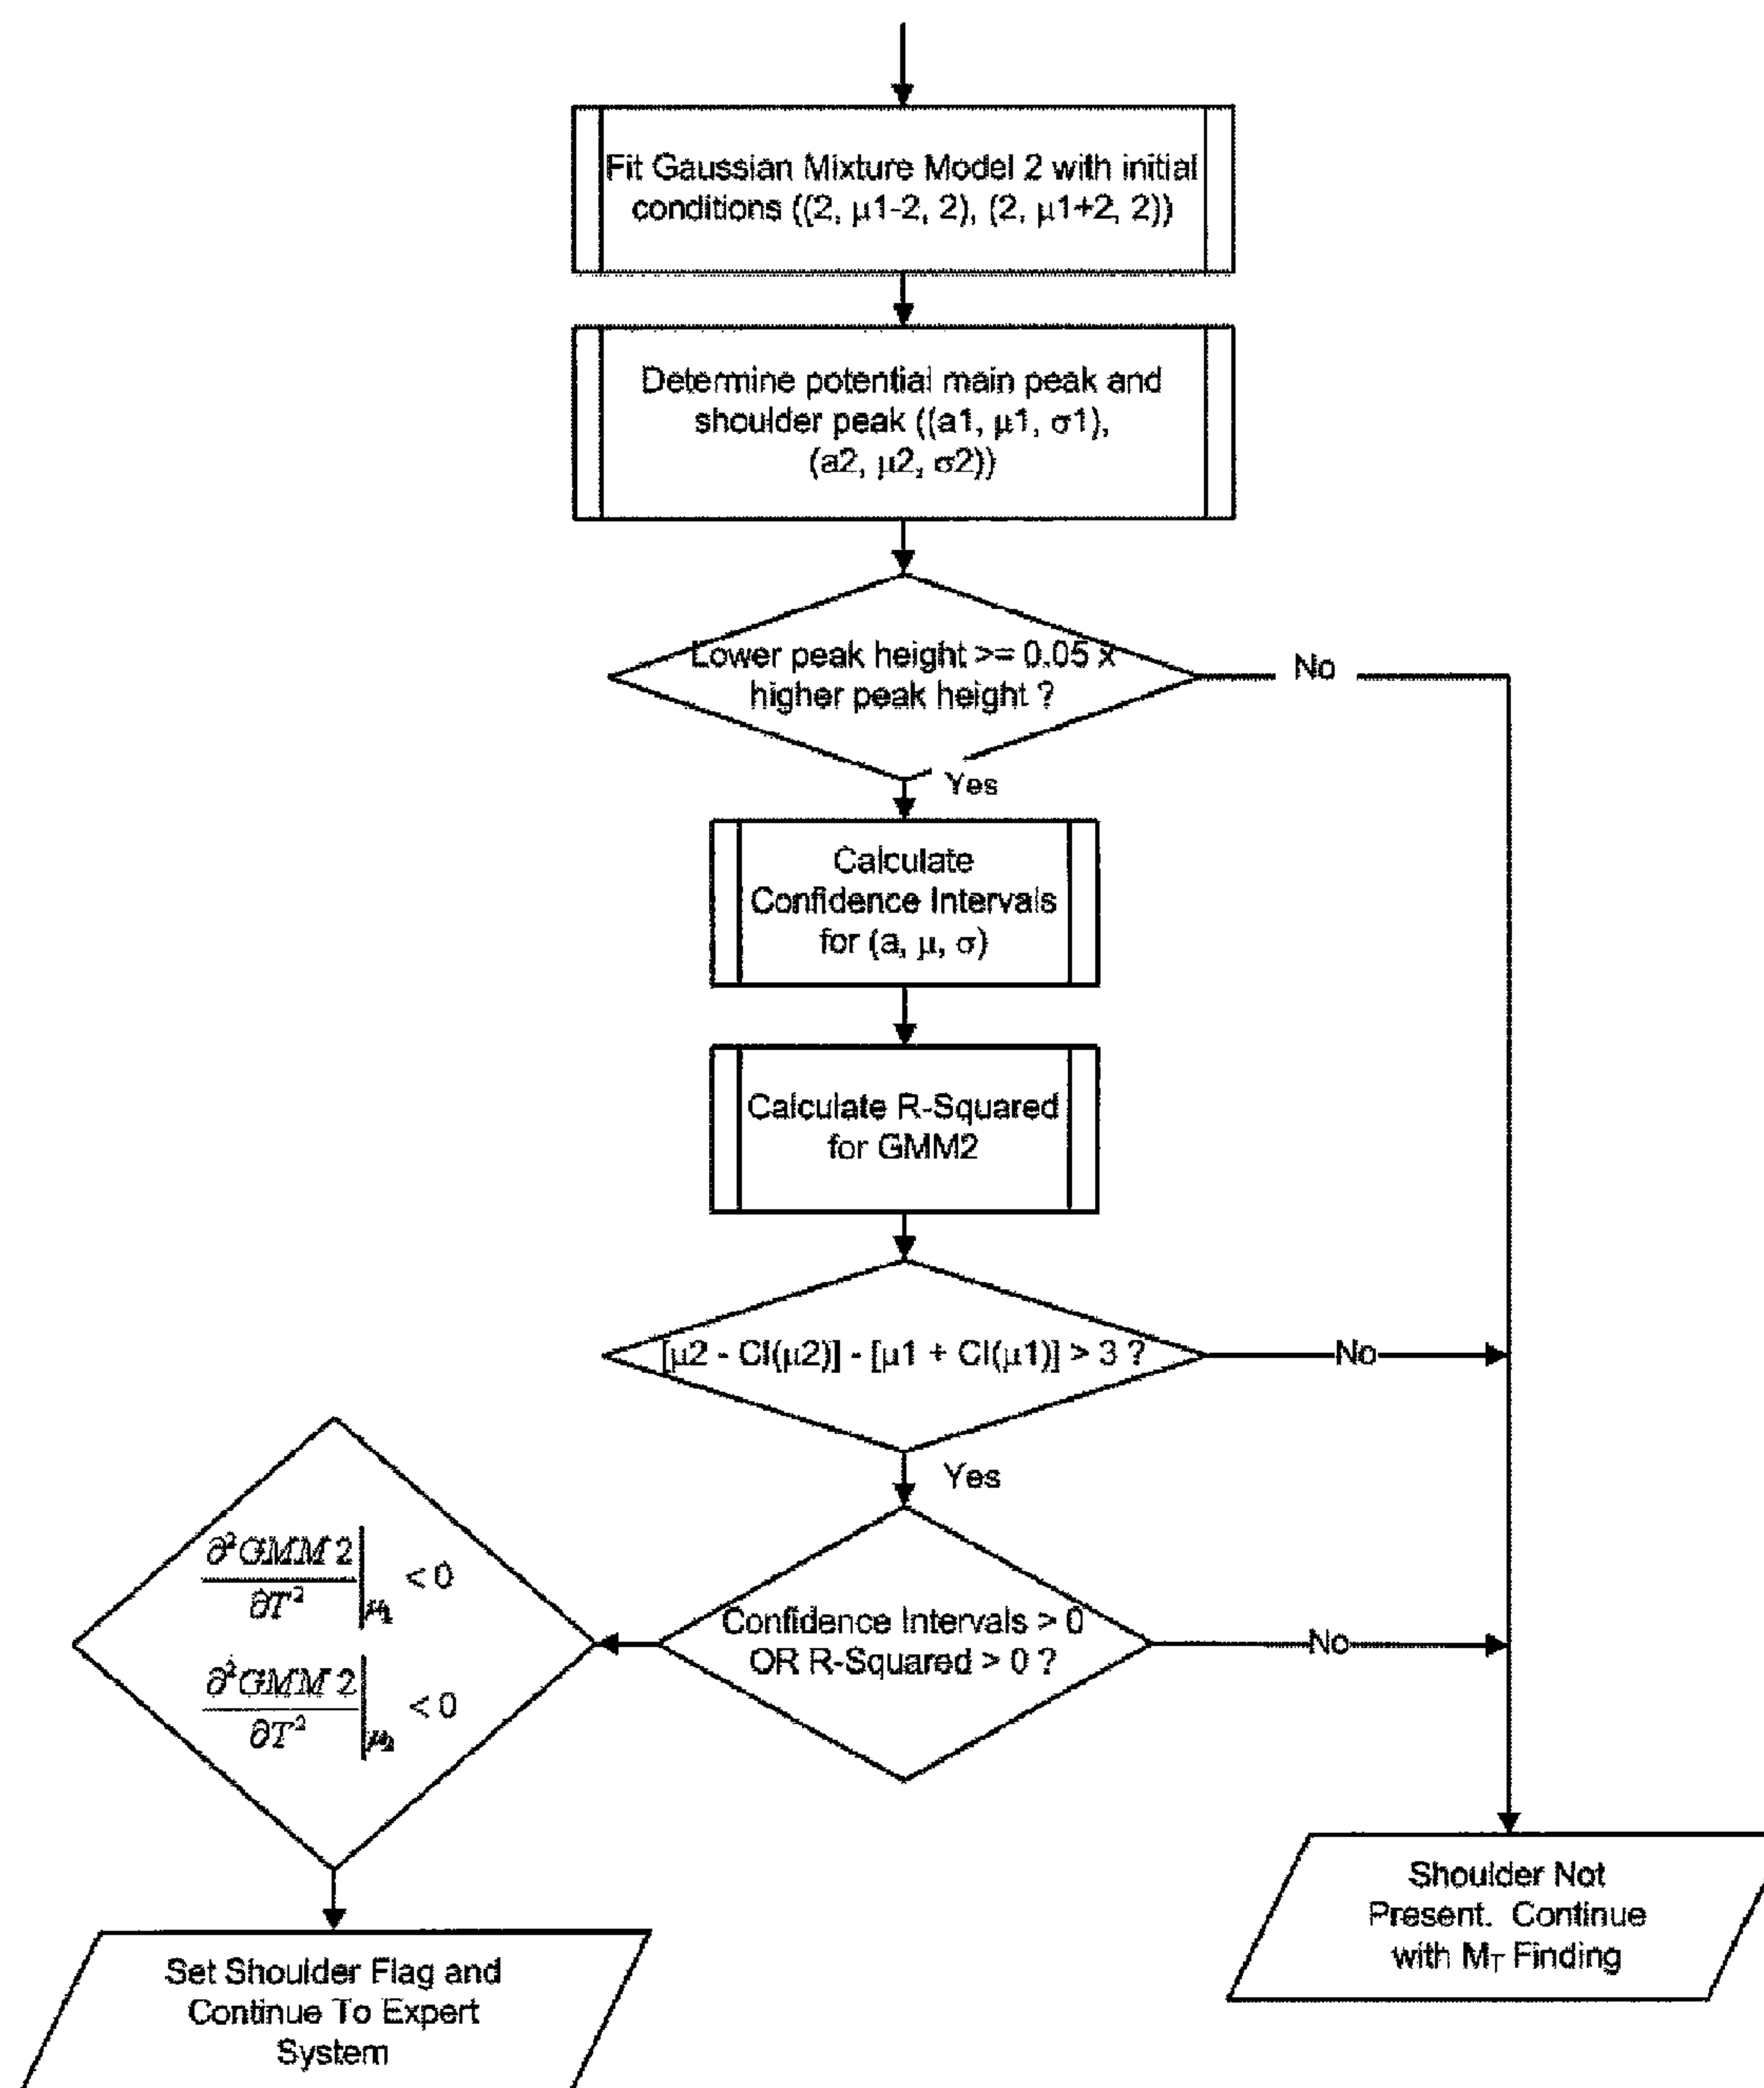 Fit Gaussian Mixture Model 2 with initial
conditions ((2, μ1-2, 2), (2, μ1+2, 2))
Determine potential main peak and
shoulder peak ((a1, μ1, σ1),
(a2, μ2, σ2))
Lower peak height >= 0.05 x
higher peak height ?
No
Yes
Calculate
Confidence Intervals
for (a, μ, σ)
Calculate R-Squared
for GMM2
[μ2 - CI(μ2)] - [μ1 + CI(μ1)] > 3 ?
No
Yes
Confidence Intervals > 0
OR R-Squared > 0 ?
No
∂²GMM 2
∂T² |μ₁ < 0
∂²GMM 2
∂T² |μ₂ < 0
Set Shoulder Flag and
Continue To Expert
System
Shoulder Not
Present. Continue
with M_T Finding